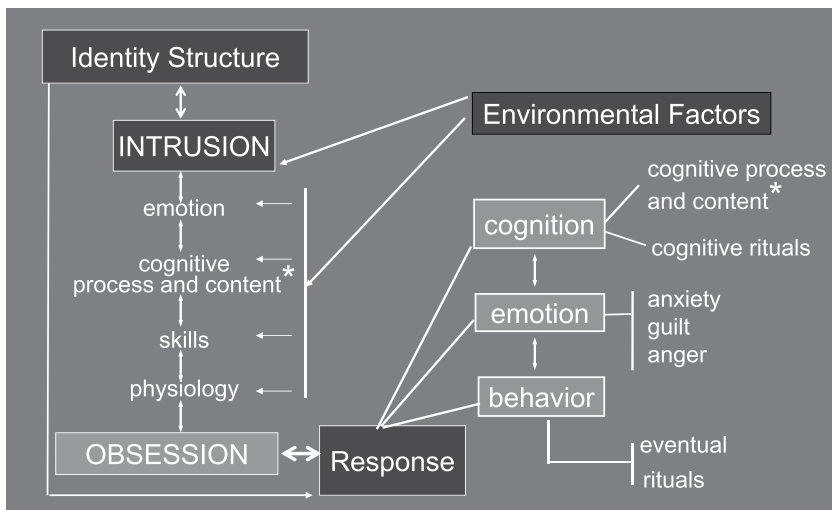 Identity Structure
INTRUSION
emotion
cognitive
process and content*
skills
physiology
OBSESSION
Response
Environmental Factors
cognition
cognitive process
and content*
cognitive rituals
emotion
anxiety
guilt
anger
behavior
eventual
rituals